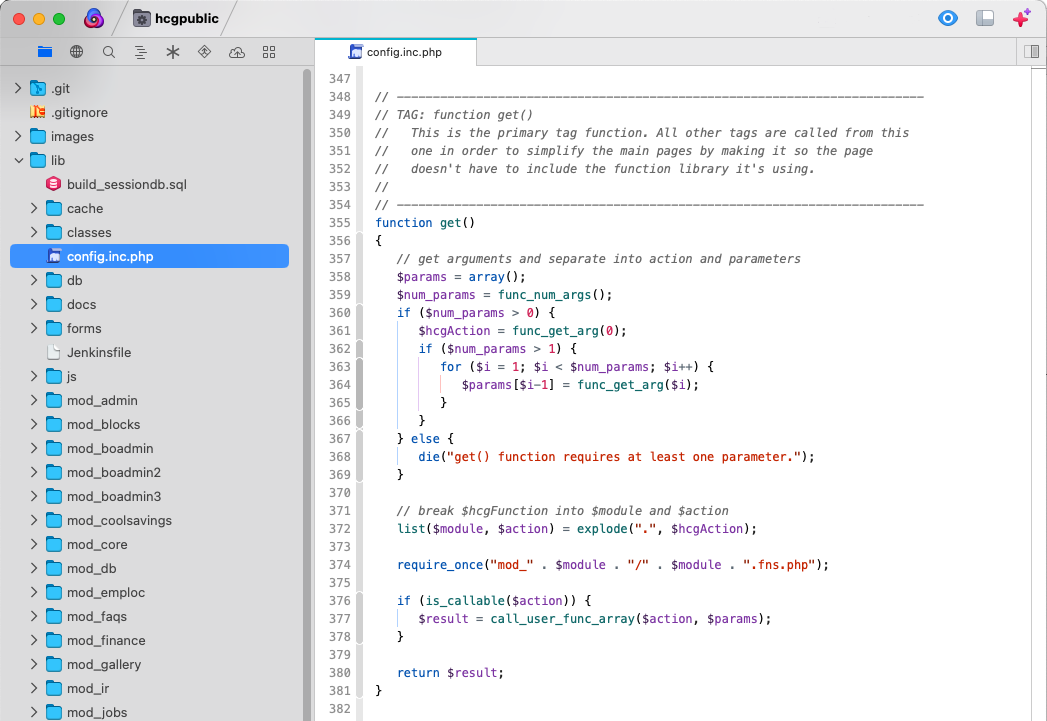 hcgpublic
config.inc.php
.git
.gitignore
images
lib
build_sessiondb.sql
cache
classes
config.inc.php
db
docs
forms
Jenkinsfile
js
mod_admin
mod_blocks
mod_boadmin
mod_boadmin2
mod_boadmin3
mod_coolsavings
mod_core
mod_db
mod_emploc
mod_faqs
mod_finance
mod_gallery
mod_ir
mod_jobs
347
348 // -------------------------------------------------------------------------
349 // TAG: function get()
350 //   This is the primary tag function. All other tags are called from this
351 //   one in order to simplify the main pages by making it so the page
352 //   doesn't have to include the function library it's using.
353 //
354 // -------------------------------------------------------------------------
355 function get()
356 {
357    // get arguments and separate into action and parameters
358    $params = array();
359    $num_params = func_num_args();
360    if ($num_params > 0) {
361       $hcgAction = func_get_arg(0);
362       if ($num_params > 1) {
363          for ($i = 1; $i < $num_params; $i++) {
364             $params[$i-1] = func_get_arg($i);
365          }
366       }
367    } else {
368       die("get() function requires at least one parameter.");
369    }
370
371    // break $hcgFunction into $module and $action
372    list($module, $action) = explode(".", $hcgAction);
373
374    require_once("mod_" . $module . "/" . $module . ".fns.php");
375
376    if (is_callable($action)) {
377       $result = call_user_func_array($action, $params);
378    }
379
380    return $result;
381 }
382